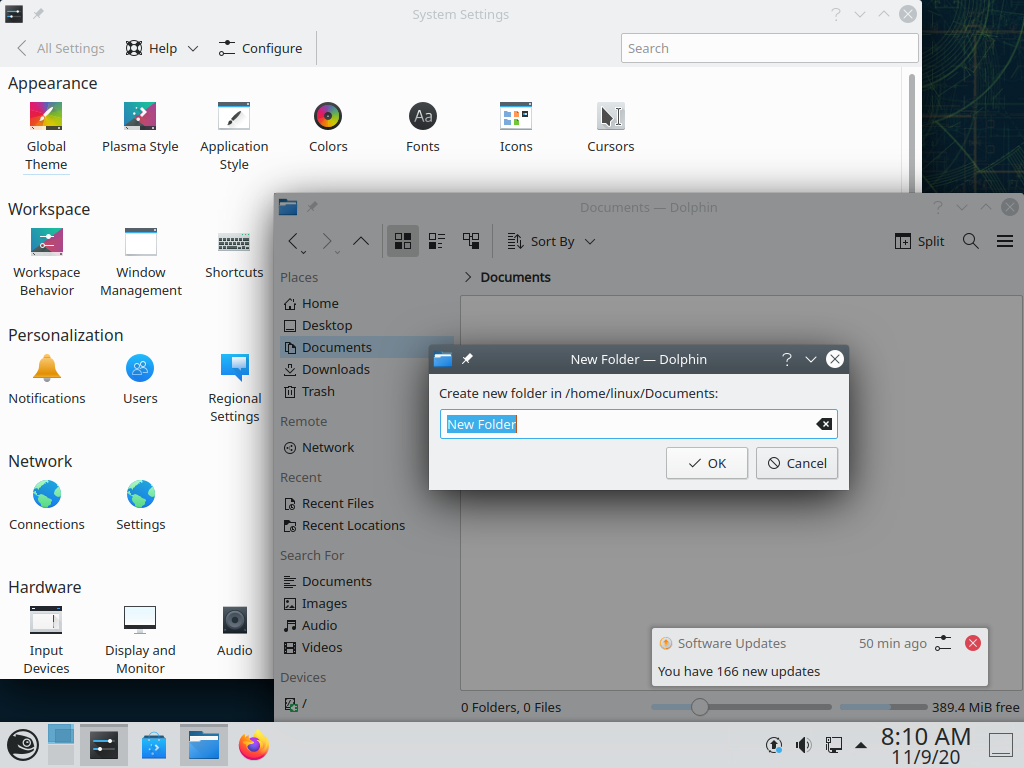 System Settings
All Settings
Help
Configure
Search
Appearance
Global
Theme
Plasma Style
Application
Style
Colors
Aa
Fonts
Icons
Cursors
Workspace
Workspace
Behavior
Window
Management
Shortcuts
Personalization
Notifications
Users
Regional
Settings
Network
Connections
Settings
Hardware
Input
Devices
Display and
Monitor
Audio
Documents — Dolphin
Sort By
Split
Places
Home
Desktop
Documents
Downloads
Trash
Remote
Network
Recent
Recent Files
Recent Locations
Search For
Documents
Images
Audio
Videos
Devices
/
Documents
New Folder — Dolphin
Create new folder in /home/linux/Documents:
New Folder
OK
Cancel
Software Updates
50 min ago
You have 166 new updates
0 Folders, 0 Files
389.4 MiB free
8:10 AM
11/9/20